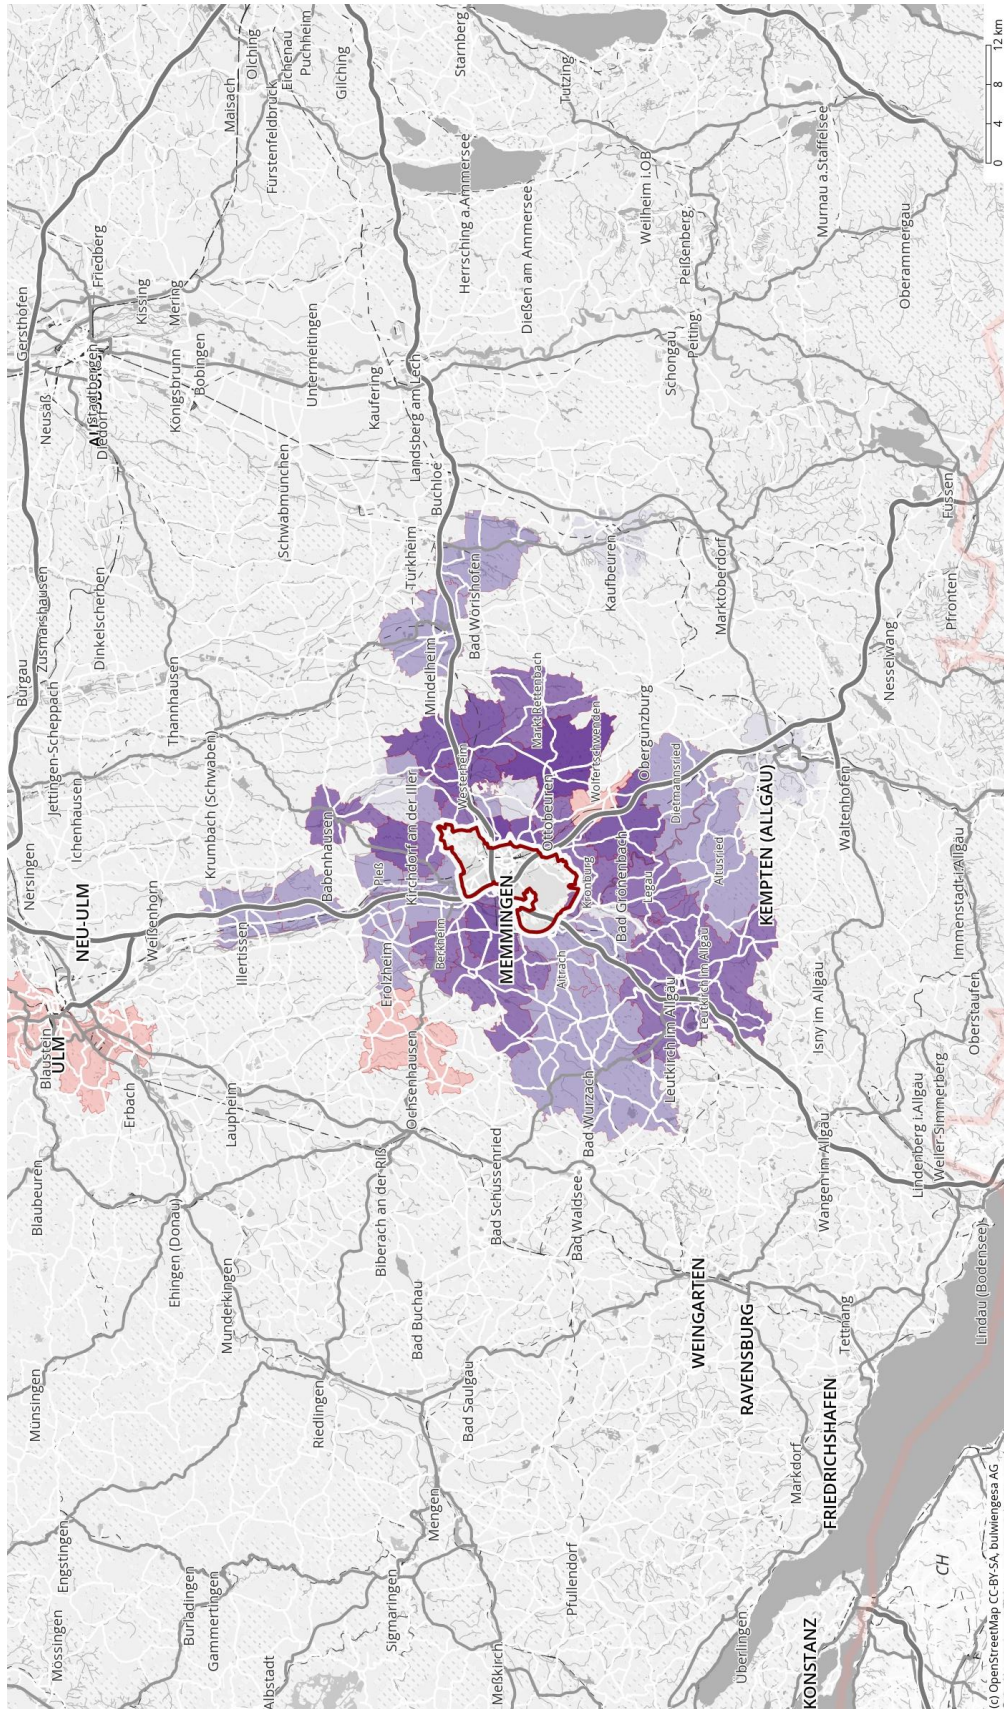 Gersthofen
Burgau
Nersingen
Blaubeuren
Münsingen
Neusäß
Zusmarshausen
Blaustein
Jettingen-Scheppach
ULM
Mössingen
Engstingen
Ichenhausen
NEU-ULM
Stadtbergen
Friedberg
Diedorf
Dinkelscherben
Erbach
Kissing
Weißenhorn
Thannhausen
Mering
Königsbrunn
Ehingen (Donau)
Burladingen
Bobingen
Krumbach (Schwaben)
Gammertingen
Maisach
Laupheim
Munderkingen
Olching
Illertissen
Fürstenfeldbruck
Albstadt
Eichenau
Schwabmünchen
Puchheim
Untermeitingen
Riedlingen
Babenhausen
Gilching
Kaufering
Pleß
Biberach an der Riß
Erolzheim
Sigmaringen
Türkheim
Kirchdorf an der Iller
Ochsenhausen
Landsberg am Lech
Bad Buchau
Mindelheim
Buchloe
Berkheim
Mengen
Starnberg
Herrsching a.Ammersee
Westerheim
Bad Saulgau
Bad Wörishofen
Bad Schussenried
Meßkirch
MEMMINGEN
Dießen am Ammersee
Markt Rettenbach
Ottobeuren
Aitrach
Tutzing
Bad Waldsee
Pfullendorf
Kronburg
Bad Wurzach
Wolfertschwenden
Kaufbeuren
Bad Grönenbach
Weilheim i.OB
Obergünzburg
Legau
Schongau
Leutkirch im Allgäu
Dietmannsried
Peißenberg
Peiting
WEINGARTEN
Leutkirch im Allgäu
Marktoberdorf
Altusried
RAVENSBURG
Überlingen
KEMPTEN (ALLGÄU)
Markdorf
KONSTANZ
Murnau a.Staffelsee
Isny im Allgäu
Wangen im Allgäu
FRIEDRICHSHAFEN
Waltenhofen
Tettnang
Nesselwang
Oberammergau
Lindenberg i.Allgäu
Weiler-Simmerberg
CH
Füssen
Pfronten
Immenstadt i.Allgäu
Oberstaufen
Lindau (Bodensee)
0 4 8 12 km
(c) OpenStreetMap CC-BY-SA, bulwiengesa AG